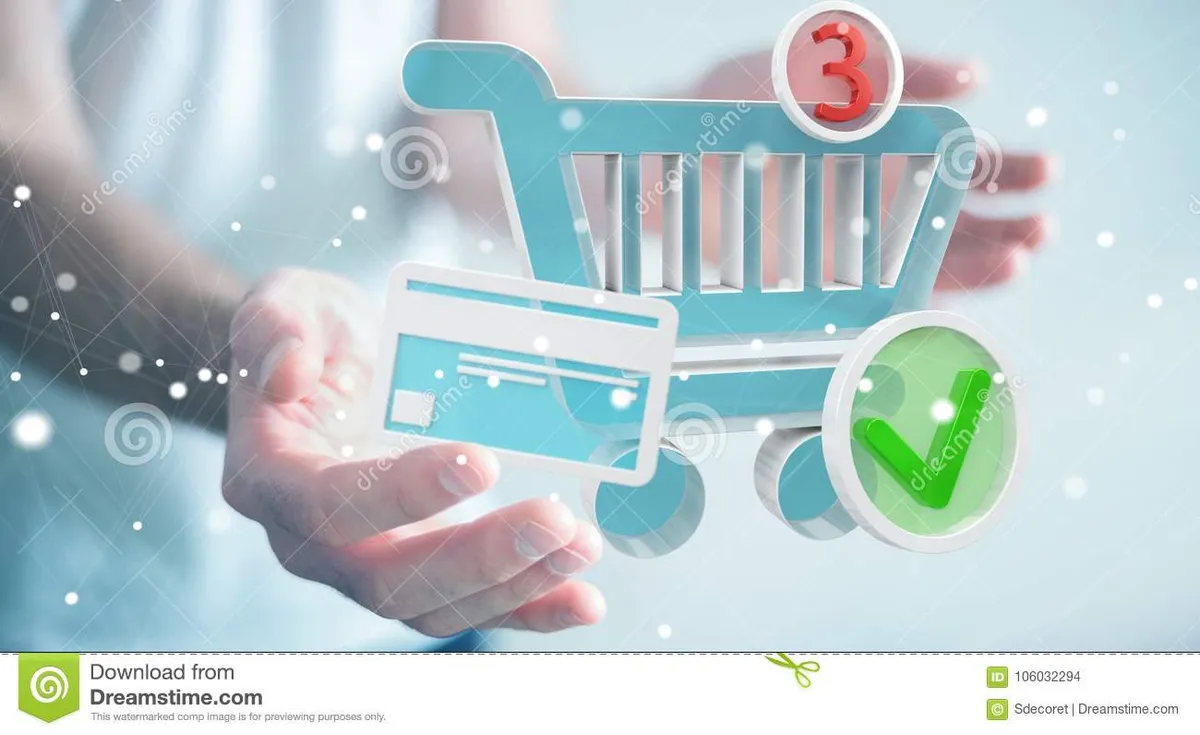 3
dreamstime.
dreamstime.
dreamstime.
dreamstime.
Download from
Dreamstime.com
This watermarked comp image is for previewing purposes only.
ID 106032294
© Sdecoret | Dreamstime.com